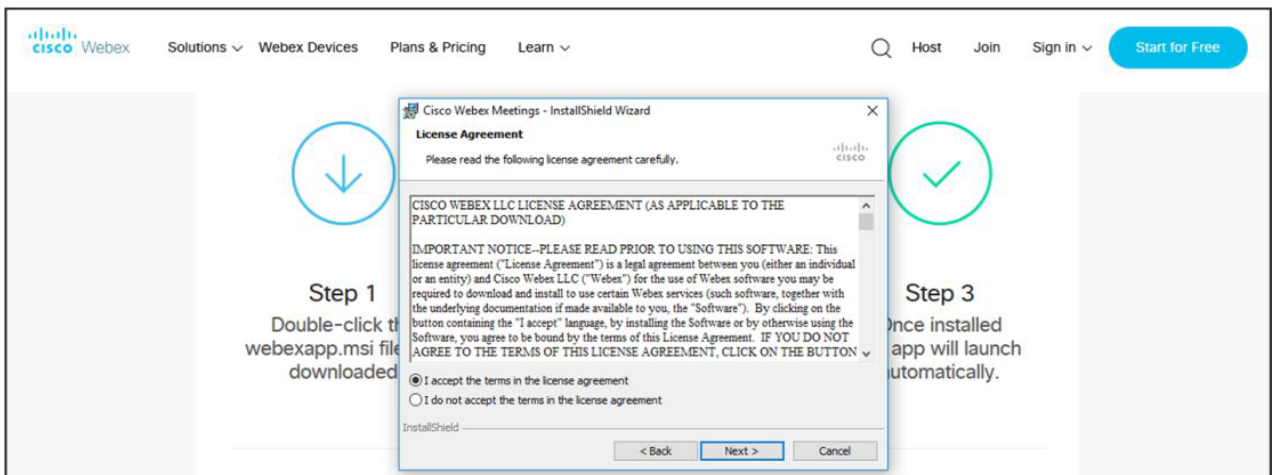 CISCO Webex Solutions Webex Devices Plans & Pricing Learn Host Join Sign in Start for Free
Cisco Webex Meetings - InstallShield Wizard
License Agreement
Please read the following license agreement carefully.
CISCO
CISCO WEBEX LLC LICENSE AGREEMENT (AS APPLICABLE TO THE
PARTICULAR DOWNLOAD)
IMPORTANT NOTICE--PLEASE READ PRIOR TO USING THIS SOFTWARE: This
license agreement ("License Agreement") is a legal agreement between you (either an individual
or an entity) and Cisco Webex LLC ("Webex") for the use of Webex software you may be
required to download and install to use certain Webex services (such software, together with
the underlying documentation if made available to you, the "Software"). By clicking on the
button containing the "I accept" language, by installing the Software or by otherwise using the
Software, you agree to be bound by the terms of this License Agreement. IF YOU DO NOT
AGREE TO THE TERMS OF THIS LICENSE AGREEMENT, CLICK ON THE BUTTON
I accept the terms in the license agreement
I do not accept the terms in the license agreement
InstallShield
< Back Next > Cancel
Step 1
Double-click
webexapp.msi file
downloaded
Step 3
installed
app will launch